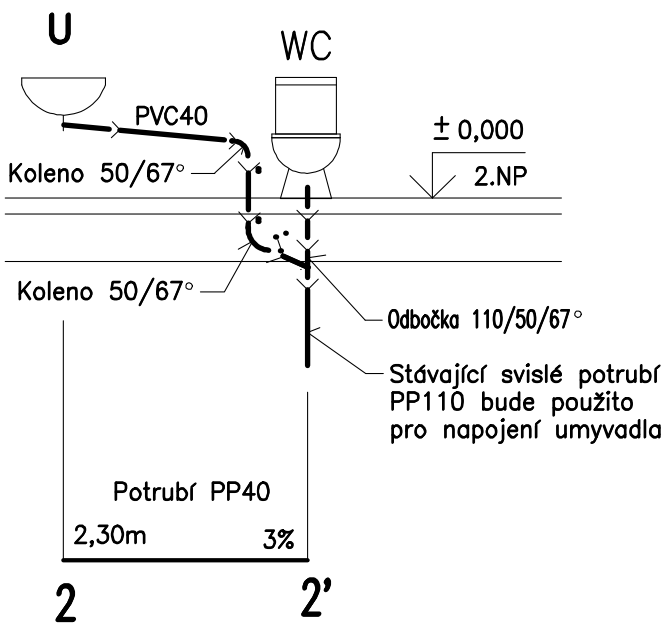 U
WC
PVC40
± 0,000
2.NP
Koleno 50/67°
Koleno 50/67°
Odbočka 110/50/67°
Stávající svislé potrubí
PP110 bude použito
pro napojení umyvadla
Potrubí PP40
2,30m
3%
2
2'